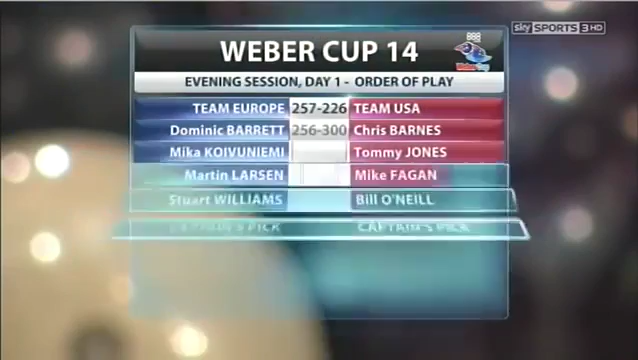 sky SPORTS 3 HD
WEBER CUP 14
EVENING SESSION, DAY 1 - ORDER OF PLAY
TEAM EUROPE 257-226 TEAM USA
Dominic BARRETT 256-300 Chris BARNES
Mika KOIVUNIEMI Tommy JONES
Martin LARSEN Mike FAGAN
Stuart WILLIAMS Bill O'NEILL
CAPTAIN'S PICK CAPTAIN'S PICK